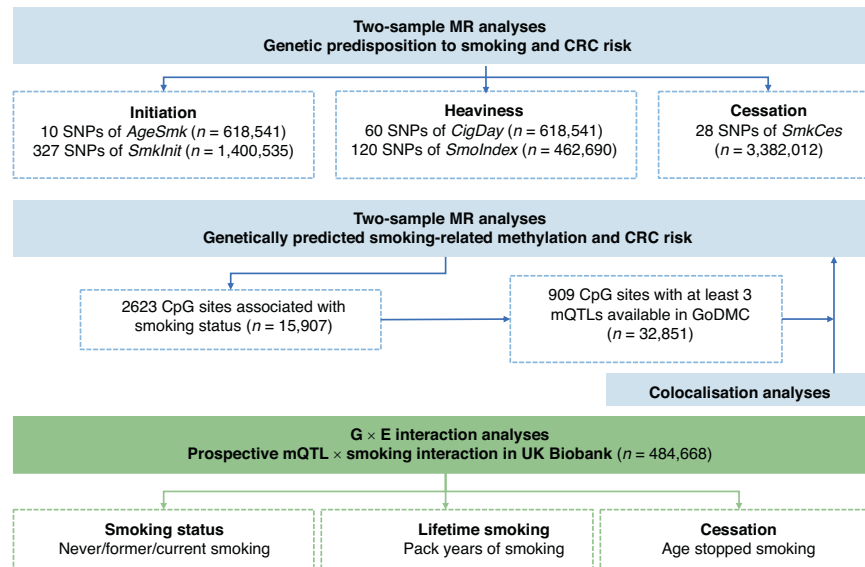 Two-sample MR analyses
Genetic predisposition to smoking and CRC risk
Initiation
10 SNPs of AgeSmk (n = 618,541)
327 SNPs of SmkInit (n = 1,400,535)
Heaviness
60 SNPs of CigDay (n = 618,541)
120 SNPs of SmoIndex (n = 462,690)
Cessation
28 SNPs of SmkCes
(n = 3,382,012)
Two-sample MR analyses
Genetically predicted smoking-related methylation and CRC risk
2623 CpG sites associated with
smoking status (n = 15,907)
909 CpG sites with at least 3
mQTLs available in GoDMC
(n = 32,851)
Colocalisation analyses
G × E interaction analyses
Prospective mQTL × smoking interaction in UK Biobank (n = 484,668)
Smoking status
Never/former/current smoking
Lifetime smoking
Pack years of smoking
Cessation
Age stopped smoking